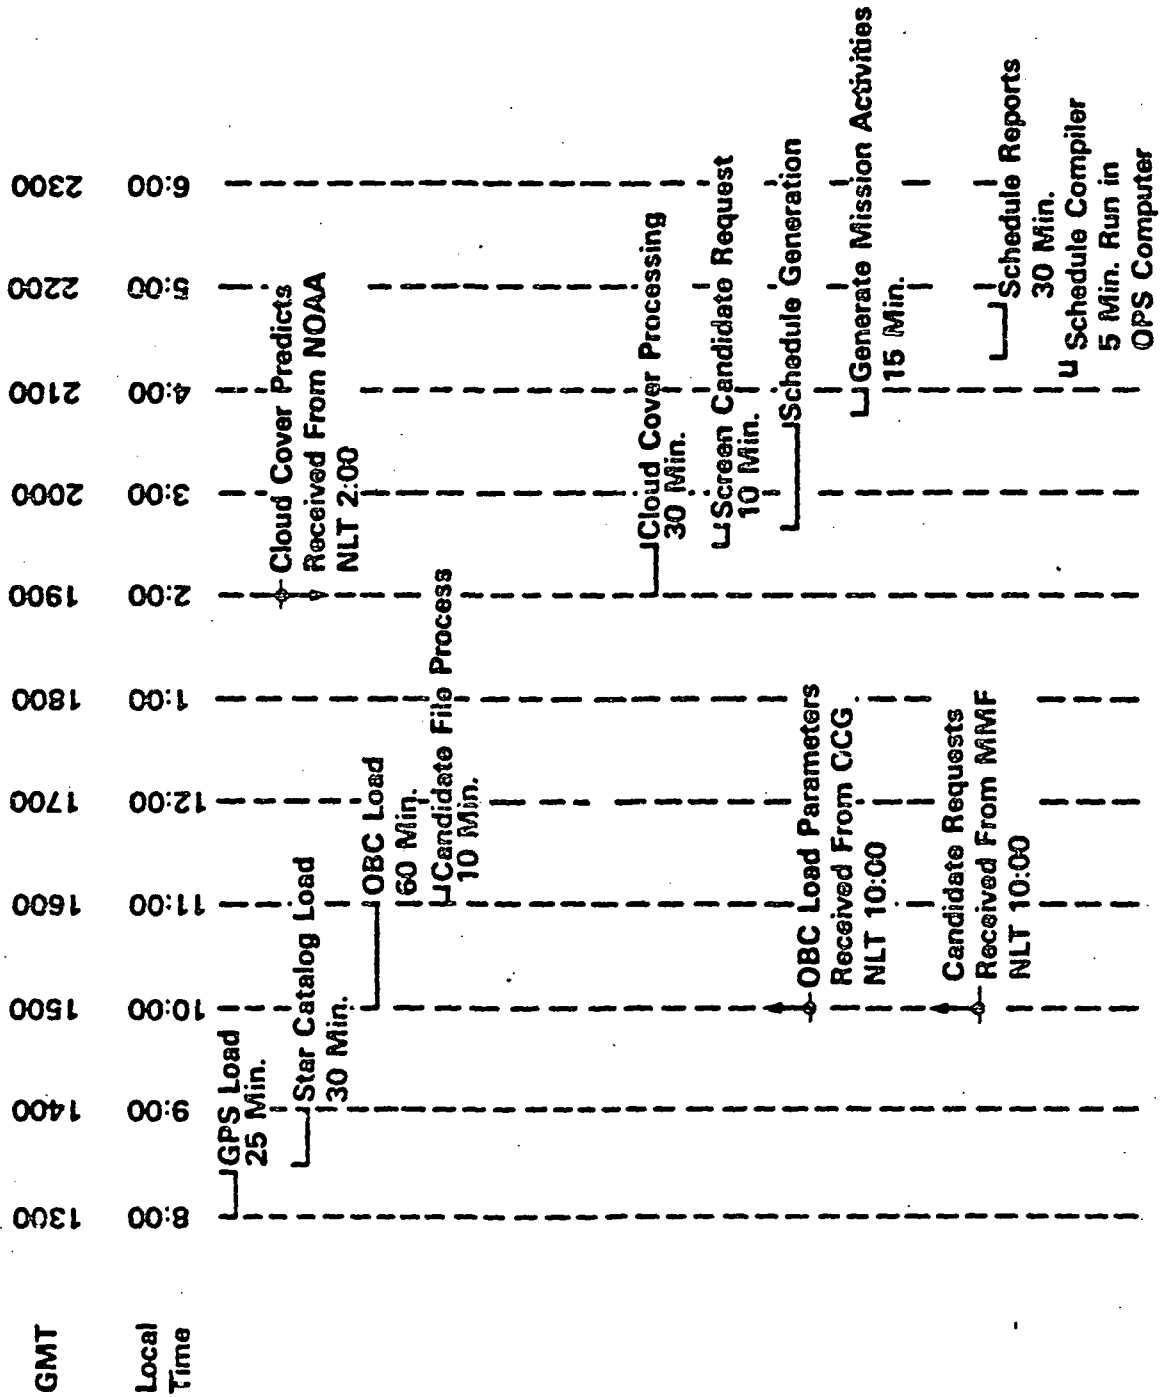 GMT
1300
1400
1500
1600
1700
1800
1900
2000
2100
2200
2300
Local
Time
8:00
9:00
10:00
11:00
12:00
1:00
2:00
3:00
4:00
5:00
6:00
GPS Load
25 Min.
Star Catalog Load
30 Min.
Cloud Cover Predicts
Received From NOAA
NLT 2:00
OBC Load
60 Min.
Candidate File Process
10 Min.
Cloud Cover Processing
30 Min.
Screen Candidate Request
10 Min.
Schedule Generation
OBC Load Parameters
Received From OCG
NLT 10:00
Generate Mission Activities
15 Min.
Candidate Requests
Received From MMF
NLT 10:00
Schedule Reports
30 Min.
Schedule Compiler
5 Min. Run in
OPS Computer